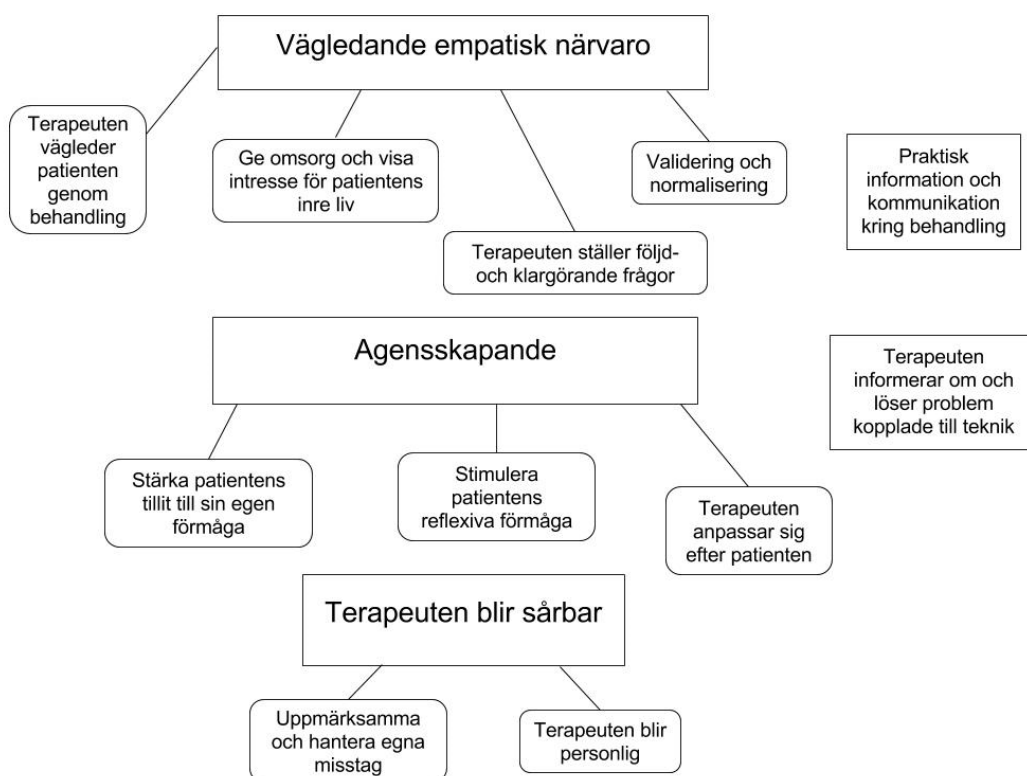 Vägledande empatisk närvaro
Terapeuten
vägleder
patienten
genom
behandling
Ge omsorg och visa
intresse för patientens
inre liv
Terapeuten ställer följd-
och klargörande frågor
Validering och
normalisering
Praktisk
information och
kommunikation
kring behandling
Agensskapande
Terapeuten
informerar om och
löser problem
kopplade till teknik
Stärka patientens
tillit till sin egen
förmåga
Stimulera
patientens
reflexiva förmåga
Terapeuten
anpassar sig
efter patienten
Terapeuten blir sårbar
Uppmärksamma
och hantera egna
misstag
Terapeuten blir
personlig